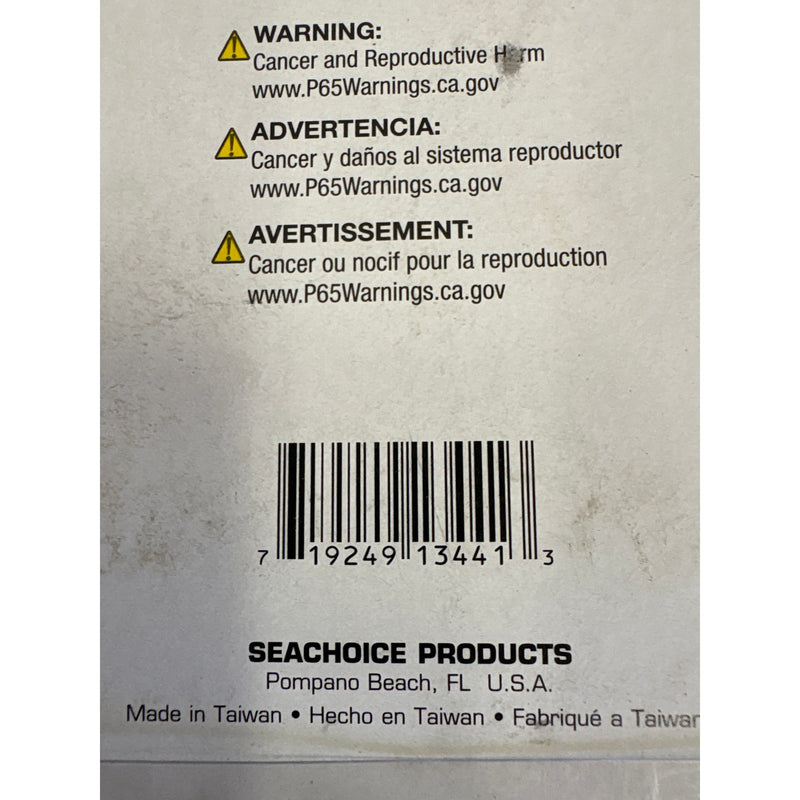 WARNING:
Cancer and Reproductive Harm
www.P65Warnings.ca.gov
ADVERTENCIA:
Cancer y daños al sistema reproductor
www.P65Warnings.ca.gov
AVERTISSEMENT:
Cancer ou nocif pour la reproduction
www.P65Warnings.ca.gov
7 19249 13441 3
SEACHOICE PRODUCTS
Pompano Beach, FL U.S.A.
Made in Taiwan • Hecho en Taiwan • Fabriqué a Taiwan